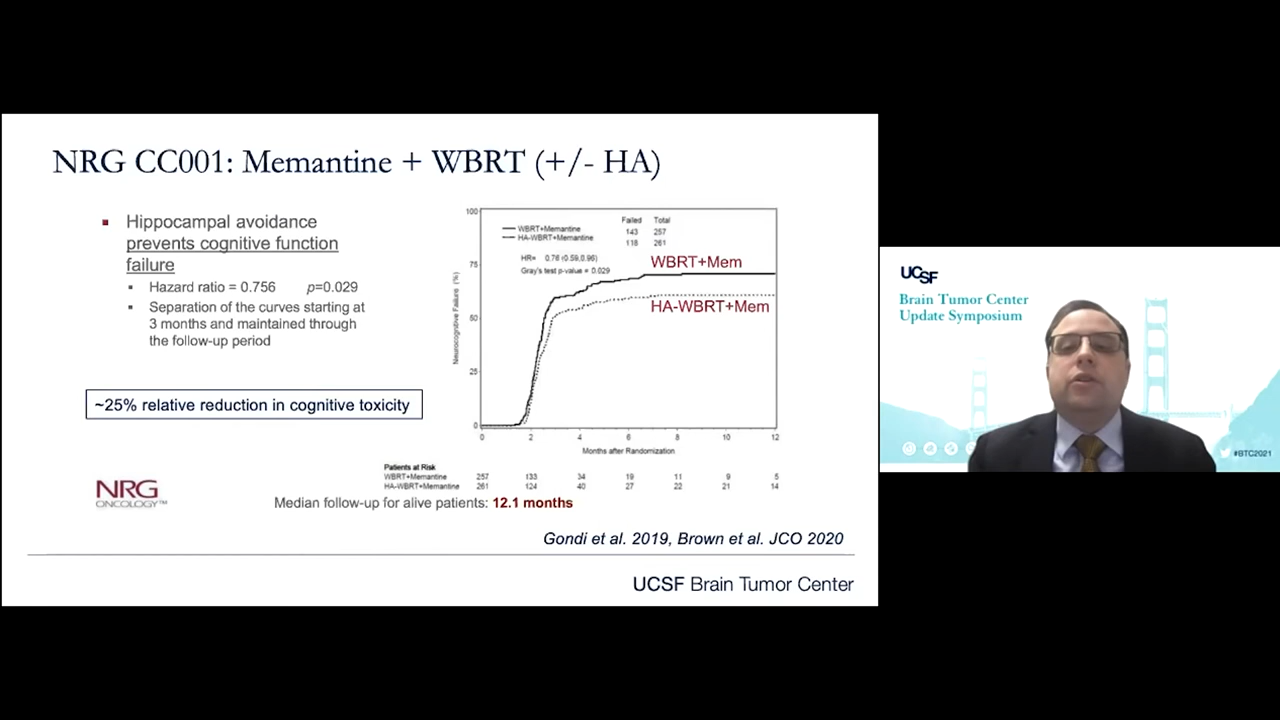 NRG CC001: Memantine + WBRT (+/- HA)
Hippocampal avoidance
prevents cognitive function
failure
Hazard ratio = 0.756 p=0.029
Separation of the curves starting at
3 months and maintained through
the follow-up period
~25% relative reduction in cognitive toxicity
Failed Total
WBRT+Memantine 143 257
HA-WBRT+Memantine 118 261
HR= 0.76 (0.59,0.96)
Gray's test p-value = 0.029
WBRT+Mem
HA-WBRT+Mem
Neurocognitive Failure (%)
100
75
50
25
0
0 2 4 6 8 10 12
Months after Randomization
Patients at Risk
WBRT+Memantine 257 133 34 19 11 9 5
HA-WBRT+Memantine 261 124 40 27 22 21 14
NRG
ONCOLOGY™
Median follow-up for alive patients: 12.1 months
Gondi et al. 2019, Brown et al. JCO 2020
UCSF Brain Tumor Center
UCSF
Brain Tumor Center
Update Symposium
#BTC2021